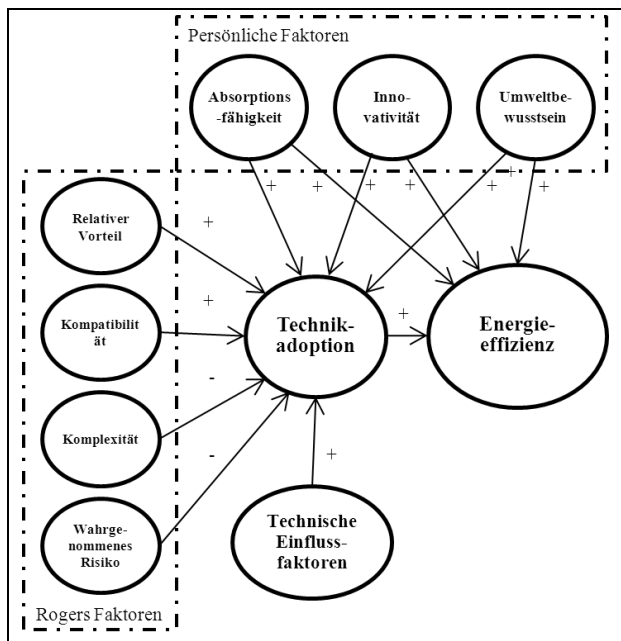 Persönliche Faktoren
Absorptions
-fähigkeit
Inno-
vativität
Umweltbe-
wusstsein
+
+
+
+
+
+
+
Relativer
Vorteil
+
Kompatibilit
ät
+
Komplexität
-
Wahrge-
nommenes
Risiko
-
Technik-
adoption
+
Energie-
effizienz
+
Technische
Einfluss-
faktoren
Rogers Faktoren